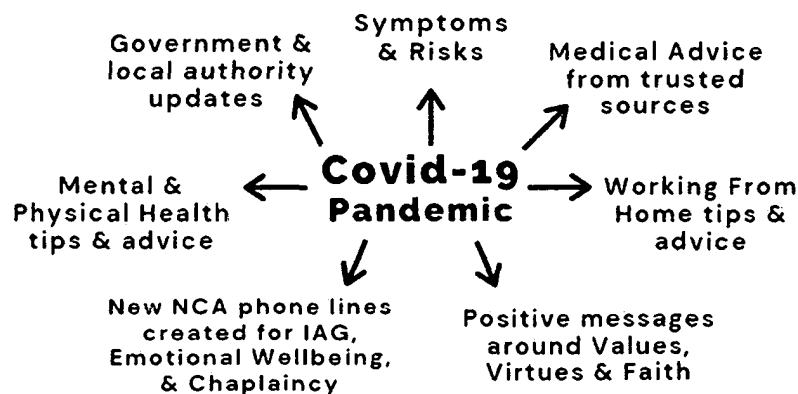 Symptoms
& Risks
Government &
local authority
updates
Medical Advice
from trusted
sources
Covid-19
Pandemic
Mental &
Physical Health
tips & advice
Working From
Home tips &
advice
New NCA phone lines
created for IAG,
Emotional Wellbeing,
& Chaplaincy
Positive messages
around Values,
Virtues & Faith